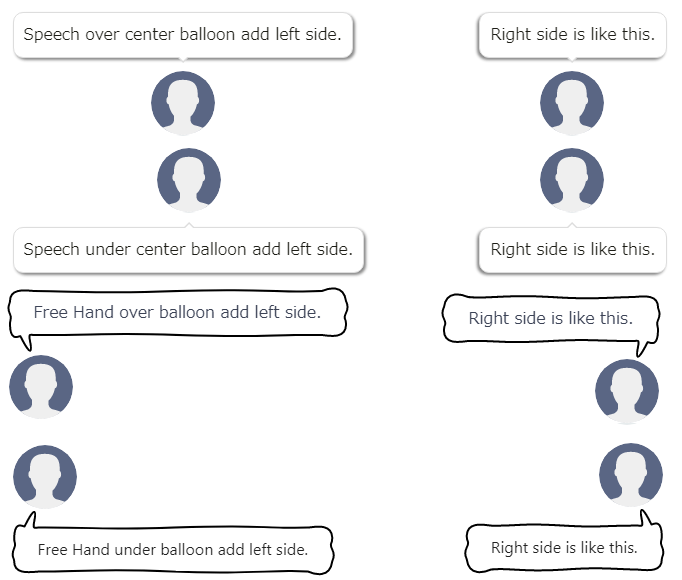 Speech over center balloon add left side.
Right side is like this.
Speech under center balloon add left side.
Right side is like this.
Free Hand over balloon add left side.
Right side is like this.
Free Hand under balloon add left side.
Right side is like this.